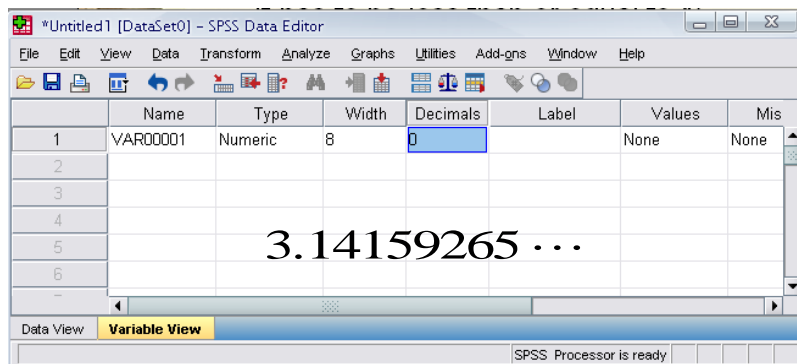 *Untitled1 [DataSet0] - SPSS Data Editor
File Edit View Data Transform Analyze Graphs Utilities Add-ons Window Help
Name Type Width Decimals Label Values Mis
1 VAR00001 Numeric 8 0 None None
2
3
4
5
6
3.14159265 ···
Data View Variable View
SPSS Processor is ready